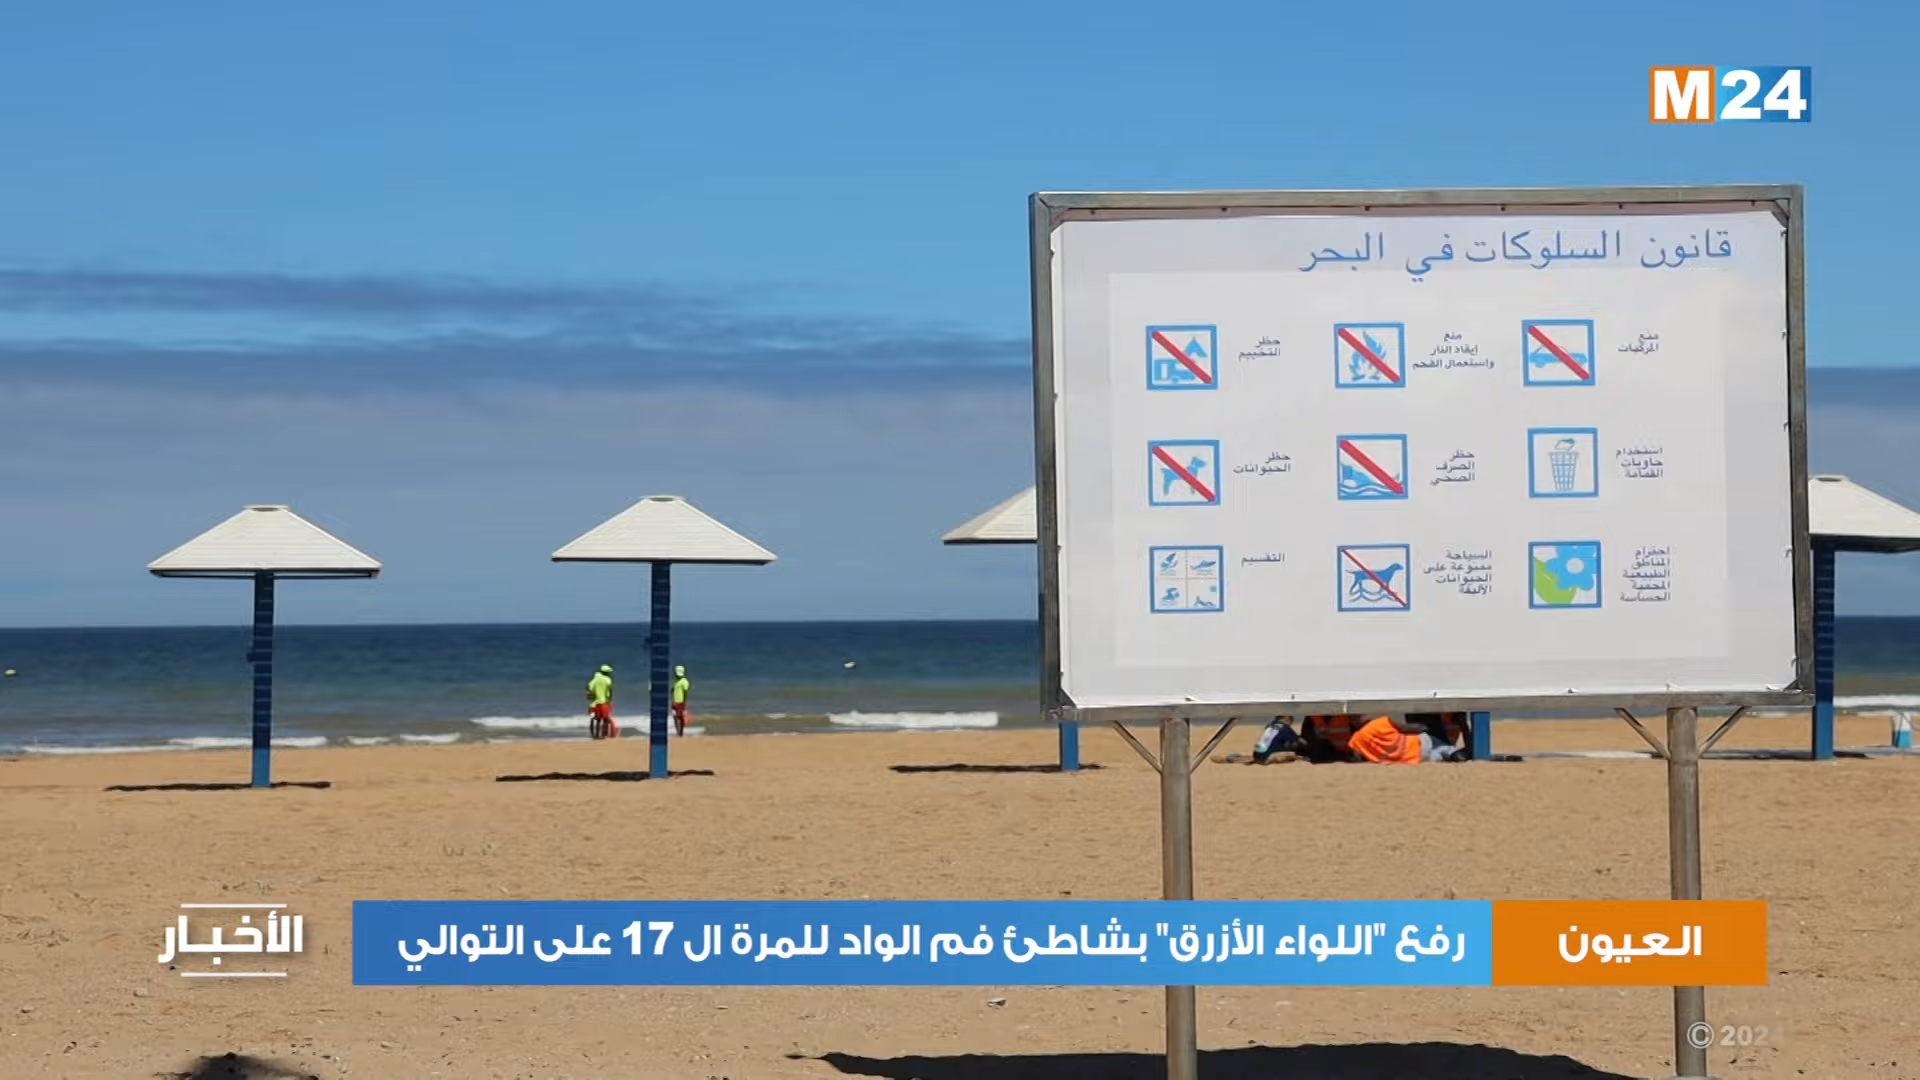 M24
قانون السلوكات في البحر
منع
المركبات
منع
إيقاد النار
واستعمال الفحم
حظر
التخييم
استخدام
حاويات
القمامة
حظر
الصرف
الصحي
حظر
الحيوانات
احترام
المناطق
الطبيعية
المحمية
الحساسة
السباحة
ممنوعة على
الحيوانات
الأليفة
التقسيم
العيون
رفع "اللواء الأزرق" بشاطئ فم الواد للمرة ال 17 على التوالي
الأخبار
© 2024